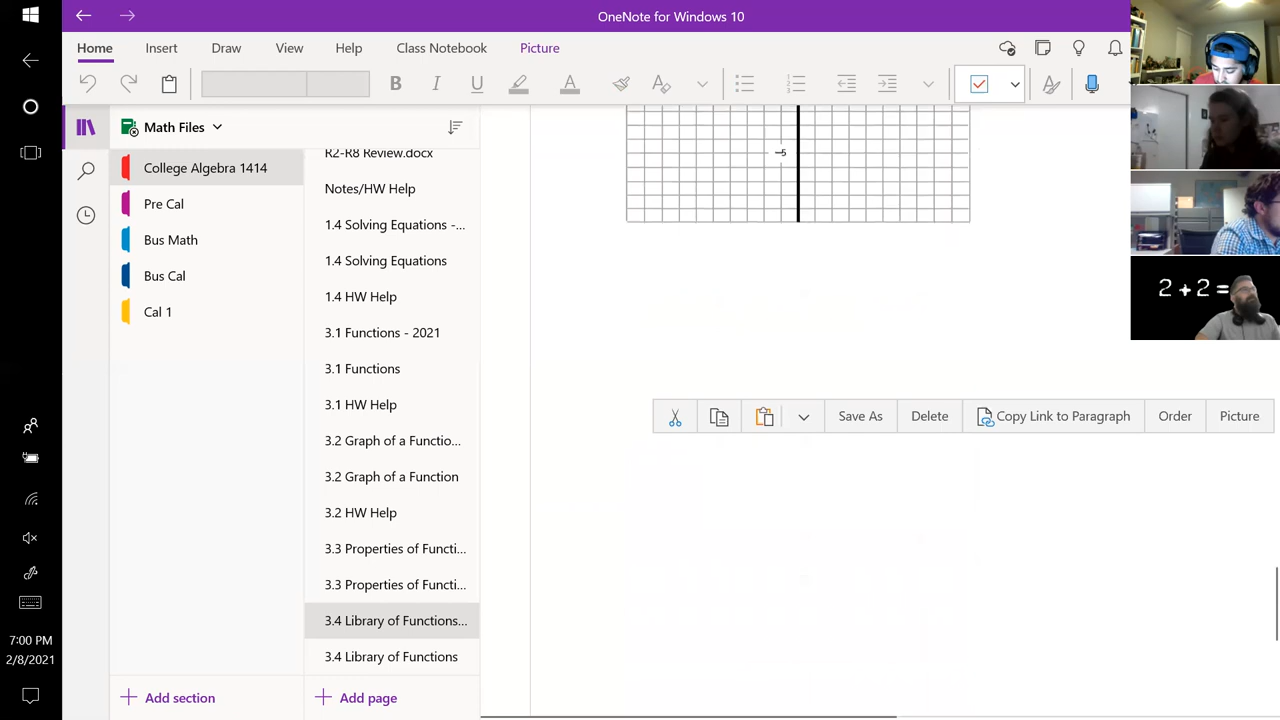 OneNote for Windows 10
Home Insert Draw View Help Class Notebook Picture
B I U A A
Math Files
College Algebra 1414
Pre Cal
Bus Math
Bus Cal
Cal 1
R2-R8 Review.docx
Notes/HW Help
1.4 Solving Equations -...
1.4 Solving Equations
1.4 HW Help
3.1 Functions - 2021
3.1 Functions
3.1 HW Help
3.2 Graph of a Functio...
3.2 Graph of a Function
3.2 HW Help
3.3 Properties of Functi...
3.3 Properties of Functi...
3.4 Library of Functions...
3.4 Library of Functions
-5
Save As Delete Copy Link to Paragraph Order Picture
2 + 2 =
7:00 PM
2/8/2021
Add section Add page